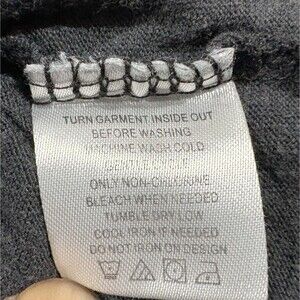 TURN GARMENT INSIDE OUT
BEFORE WASHING
MACHINE WASH COLD
GENTLE CYCLE
ONLY NON-CHLORINE
BLEACH WHEN NEEDED
TUMBLE DRY LOW
COOL IRON IF NEEDED
DO NOT IRON ON DESIGN